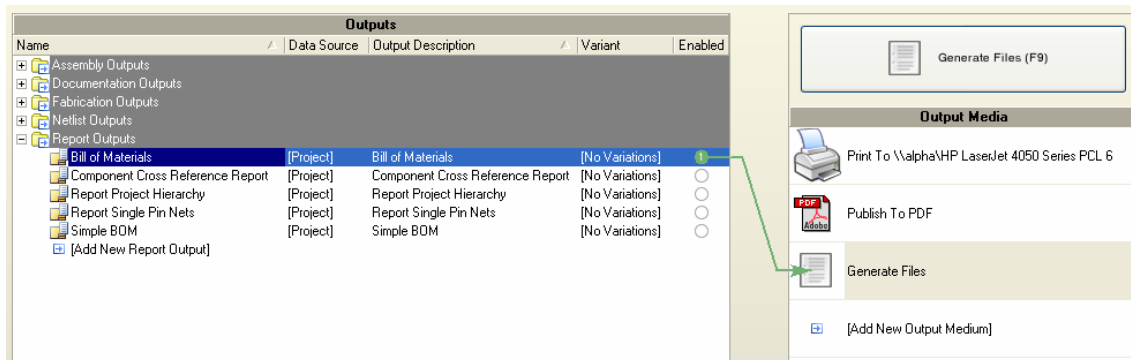 Outputs
Name Data Source Output Description Variant Enabled
Assembly Outputs
Documentation Outputs
Fabrication Outputs
Netlist Outputs
Report Outputs
Bill of Materials [Project] Bill of Materials [No Variations] 1
Component Cross Reference Report [Project] Component Cross Reference Report [No Variations]
Report Project Hierarchy [Project] Report Project Hierarchy [No Variations]
Report Single Pin Nets [Project] Report Single Pin Nets [No Variations]
Simple BOM [Project] Simple BOM [No Variations]
[Add New Report Output]
Generate Files (F9)
Output Media
Print To \\alpha\HP LaserJet 4050 Series PCL 6
PDF
Adobe
Publish To PDF
Generate Files
[Add New Output Medium]